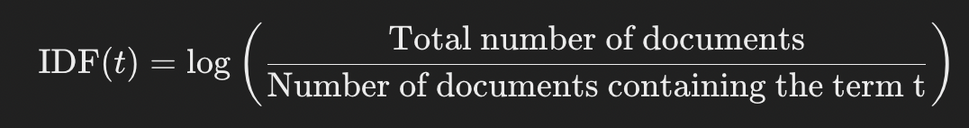 IDF(t) = log ( Total number of documents / Number of documents containing the term t )